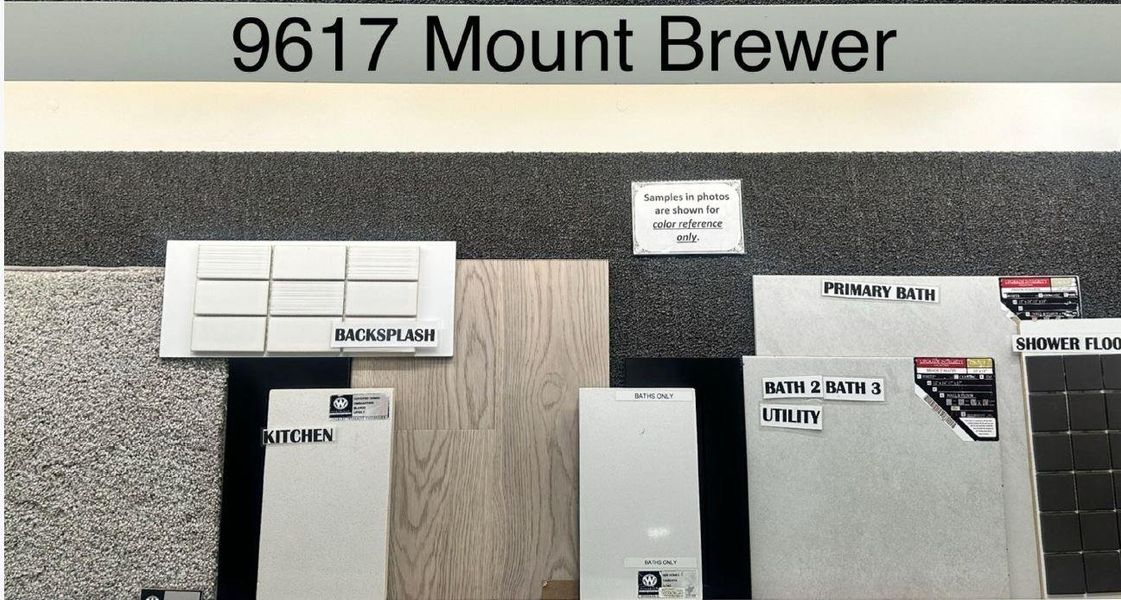 9617 Mount Brewer
Samples in photos
are shown for
color reference
only.
BACKSPLASH
PRIMARY BATH
SHOWER FLOO
BATH 2 BATH 3
UTILITY
KITCHEN
BATHS ONLY
BATHS ONLY